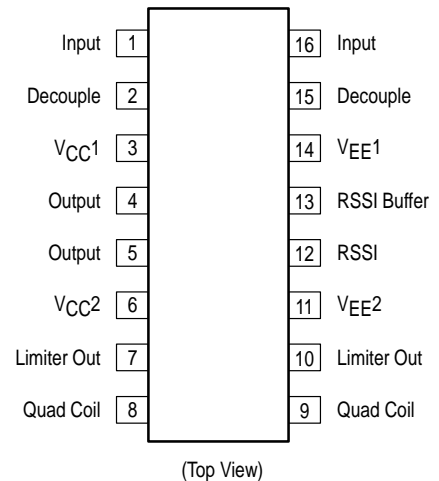 Input 1 16 Input
Decouple 2 15 Decouple
VCC1 3 14 VEE1
Output 4 13 RSSI Buffer
Output 5 12 RSSI
VCC2 6 11 VEE2
Limiter Out 7 10 Limiter Out
Quad Coil 8 9 Quad Coil
(Top View)